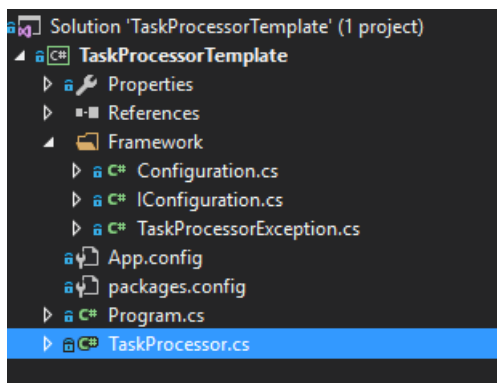 Solution 'TaskProcessorTemplate' (1 project)
C# TaskProcessorTemplate
Properties
References
Framework
C# Configuration.cs
C# IConfiguration.cs
C# TaskProcessorException.cs
App.config
packages.config
C# Program.cs
C# TaskProcessor.cs